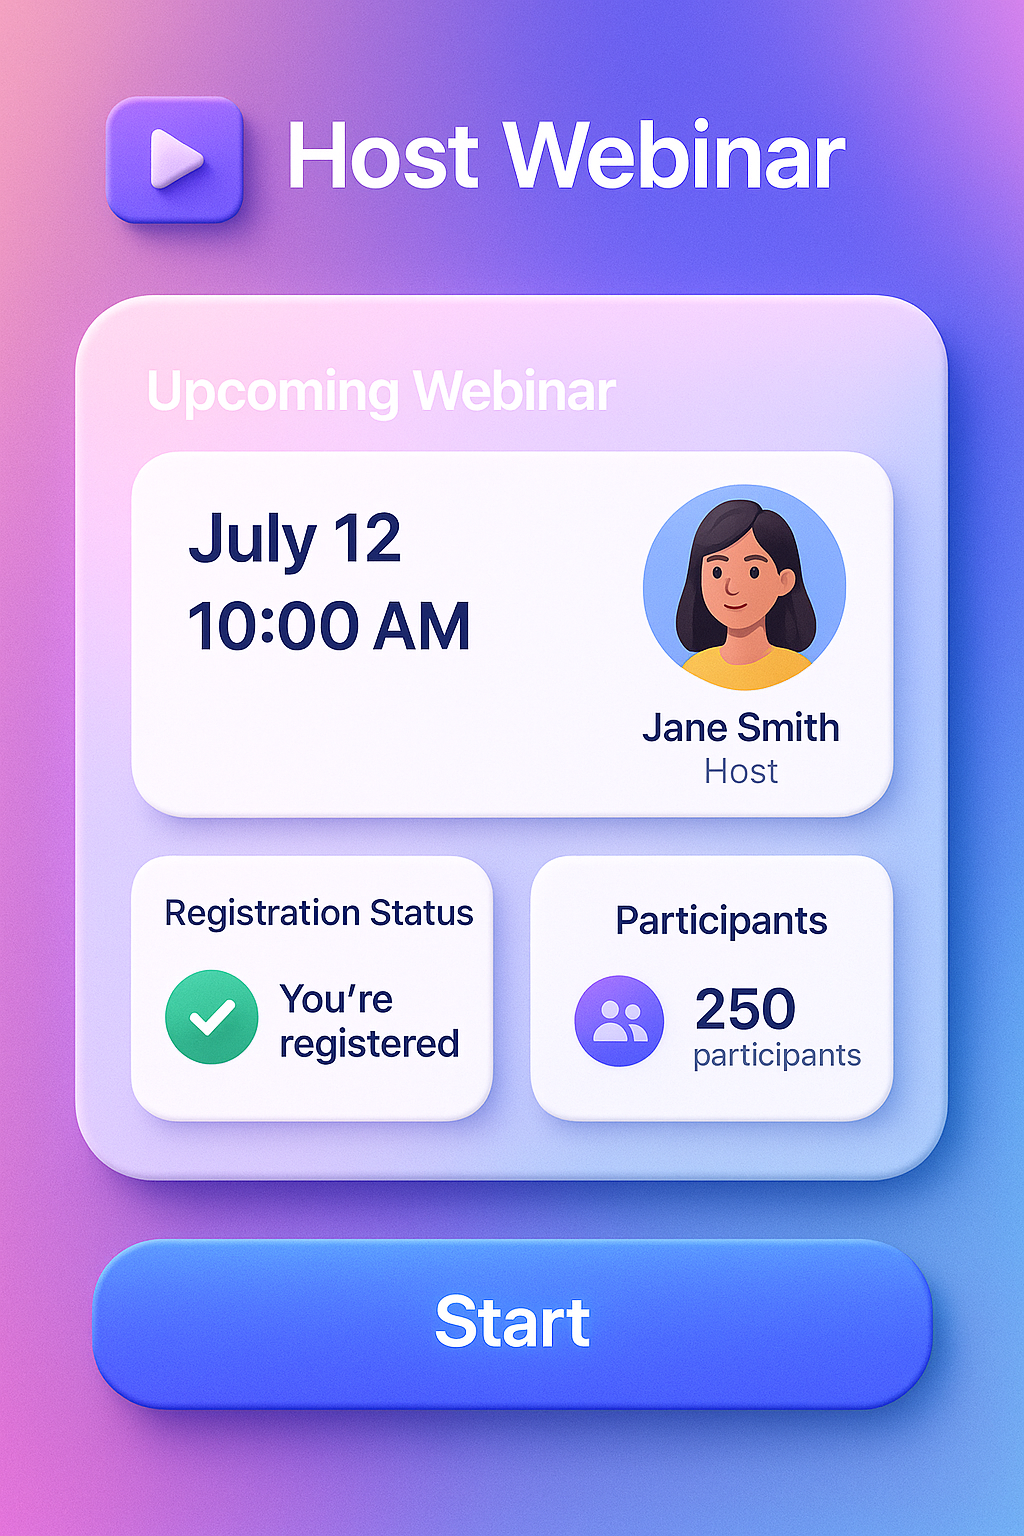 Host Webinar
Upcoming Webinar
July 12
10:00 AM
Jane Smith
Host
Registration Status
You’re
registered
Participants
250
participants
Start